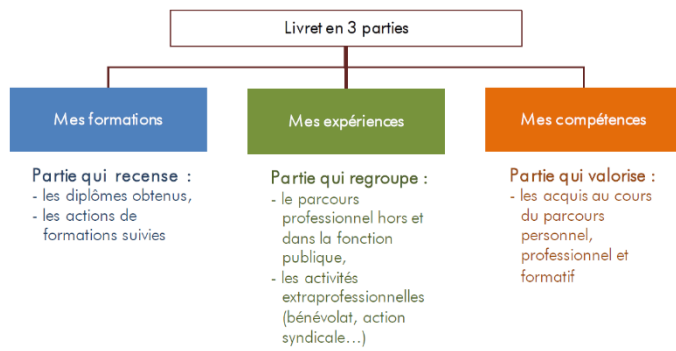 Livret en 3 parties
Mes formations
Mes expériences
Mes compétences
Partie qui recense :
- les diplômes obtenus,
- les actions de
formations suivies
Partie qui regroupe :
- le parcours
professionnel hors et
dans la fonction
publique,
- les activités
extraprofessionnelles
(bénévolat, action
syndicale…)
Partie qui valorise :
- les acquis au cours
du parcours
personnel,
professionnel et
formatif